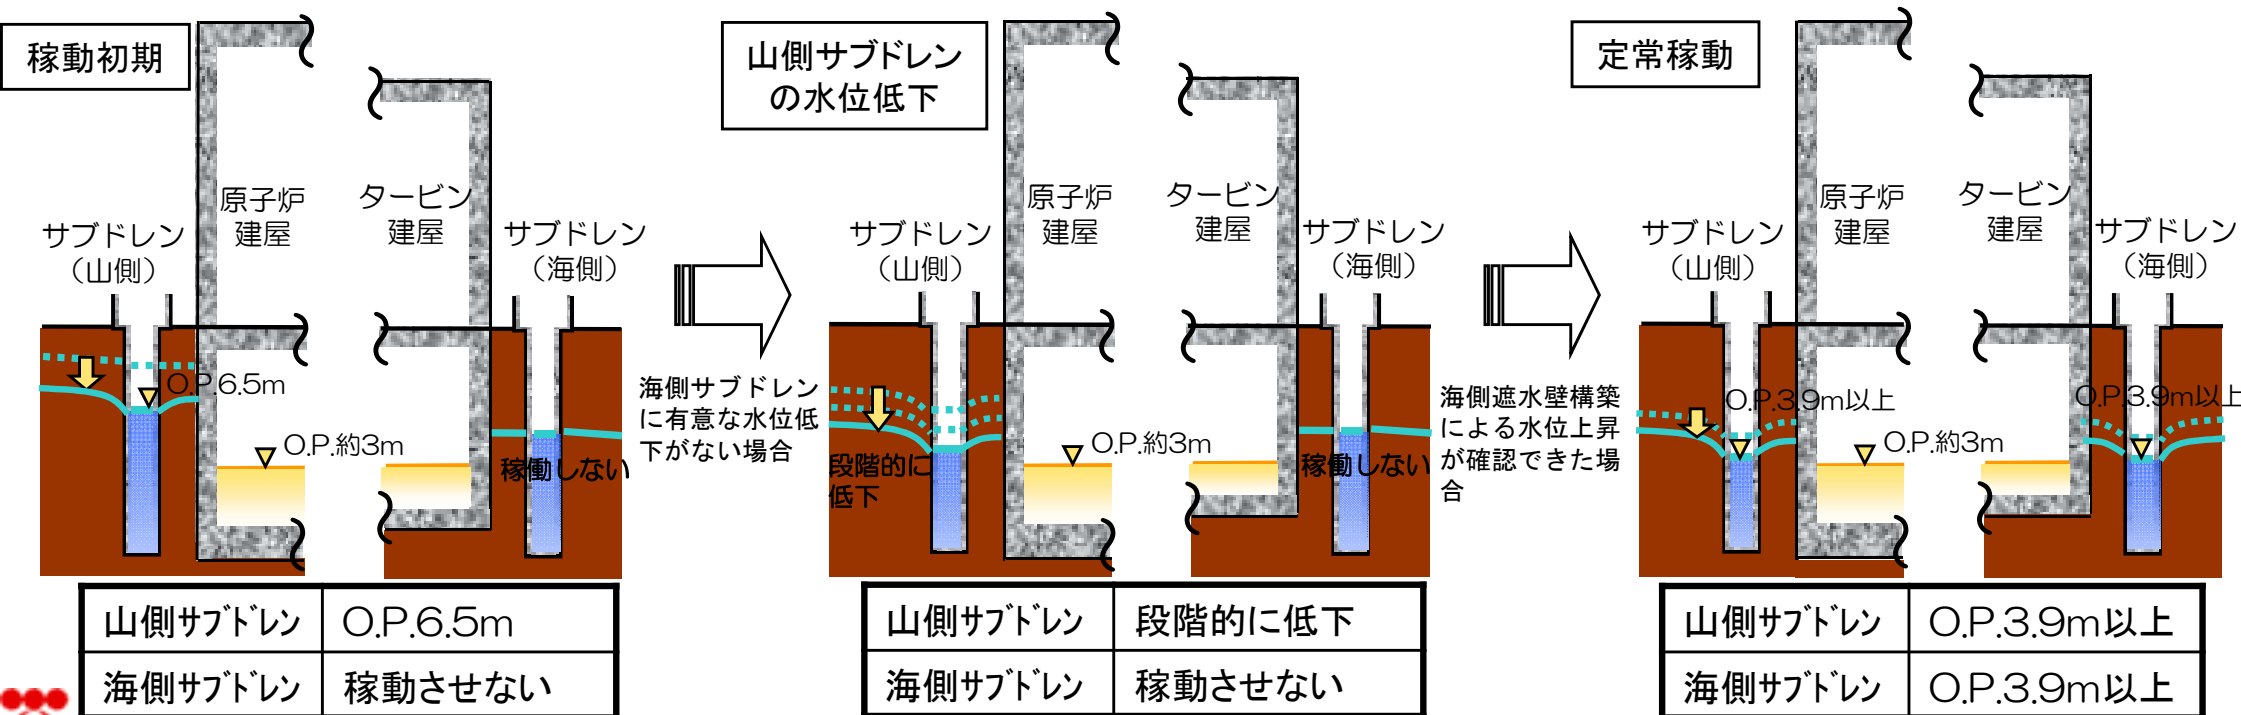 稼動初期
原子炉
建屋
タービン
建屋
サブドレン
(山側)
サブドレン
(海側)
O.P.6.5m
O.P.約3m
稼働しない
山側サブドレン O.P.6.5m
海側サブドレン 稼動させない
海側サブドレン
に有意な水位低
下がない場合
山側サブドレン
の水位低下
原子炉
建屋
タービン
建屋
サブドレン
(山側)
サブドレン
(海側)
O.P.約3m
段階的に
低下
稼働しない
山側サブドレン 段階的に低下
海側サブドレン 稼動させない
海側遮水壁構築
による水位上昇
が確認できた場
合
定常稼動
原子炉
建屋
タービン
建屋
サブドレン
(山側)
サブドレン
(海側)
O.P.3.9m以上
O.P.3.9m以上
O.P.約3m
山側サブドレン O.P.3.9m以上
海側サブドレン O.P.3.9m以上